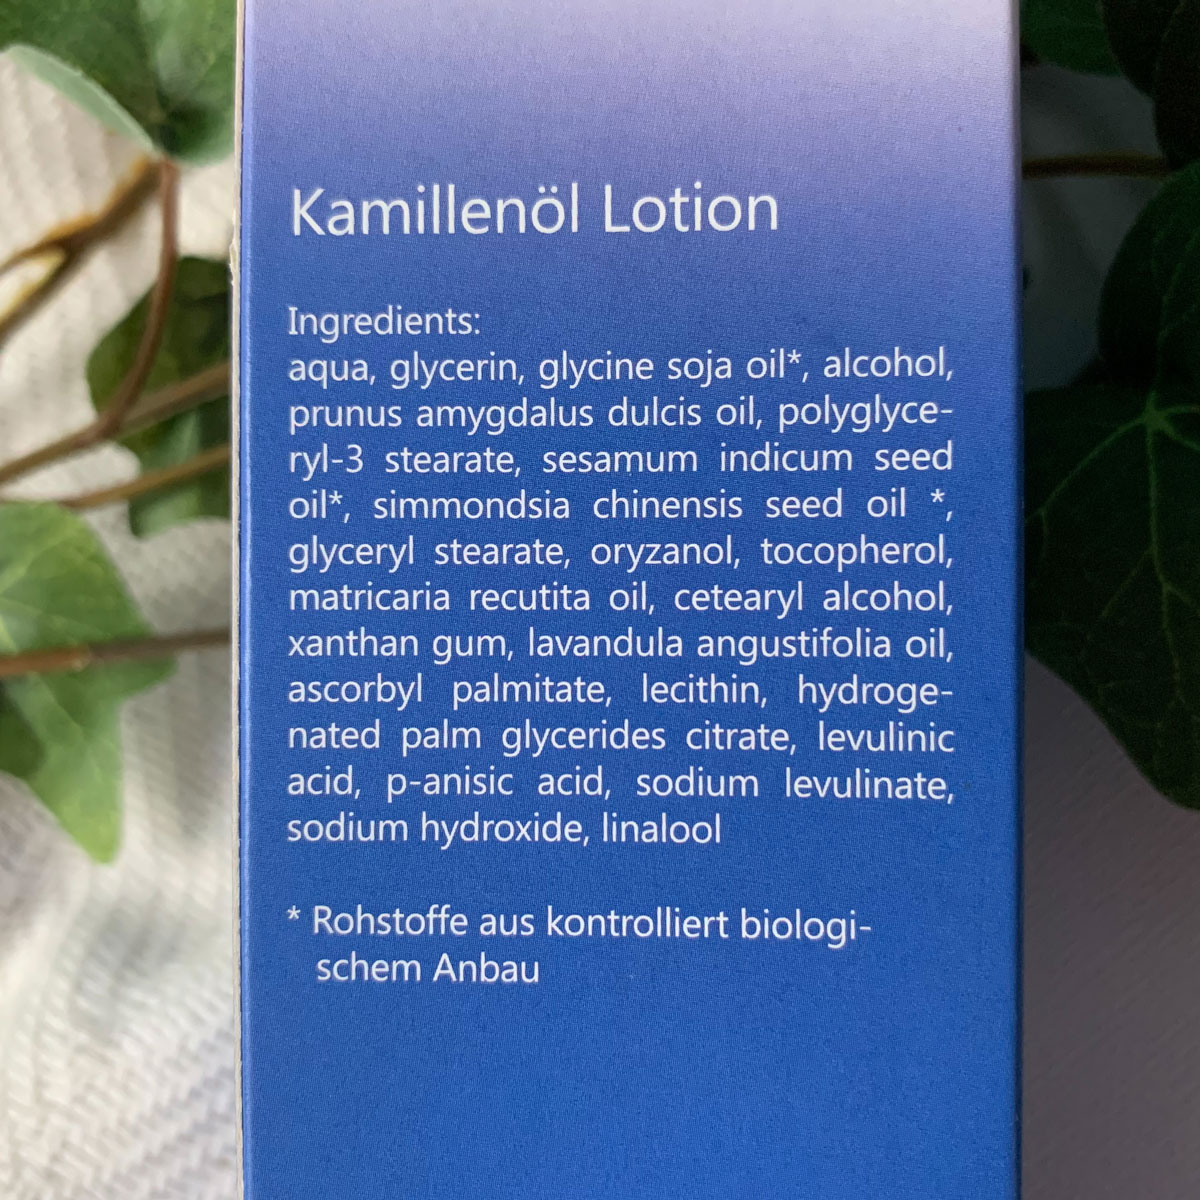 Kamillenöl Lotion
Ingredients:
aqua, glycerin, glycine soja oil*, alcohol,
prunus amygdalus dulcis oil, polyglyce-
ryl-3 stearate, sesamum indicum seed
oil*, simmondsia chinensis seed oil *,
glyceryl stearate, oryzanol, tocopherol,
matricaria recutita oil, cetearyl alcohol,
xanthan gum, lavandula angustifolia oil,
ascorbyl palmitate, lecithin, hydroge-
nated palm glycerides citrate, levulinic
acid, p-anisic acid, sodium levulinate,
sodium hydroxide, linalool
* Rohstoffe aus kontrolliert biologi-
schem Anbau